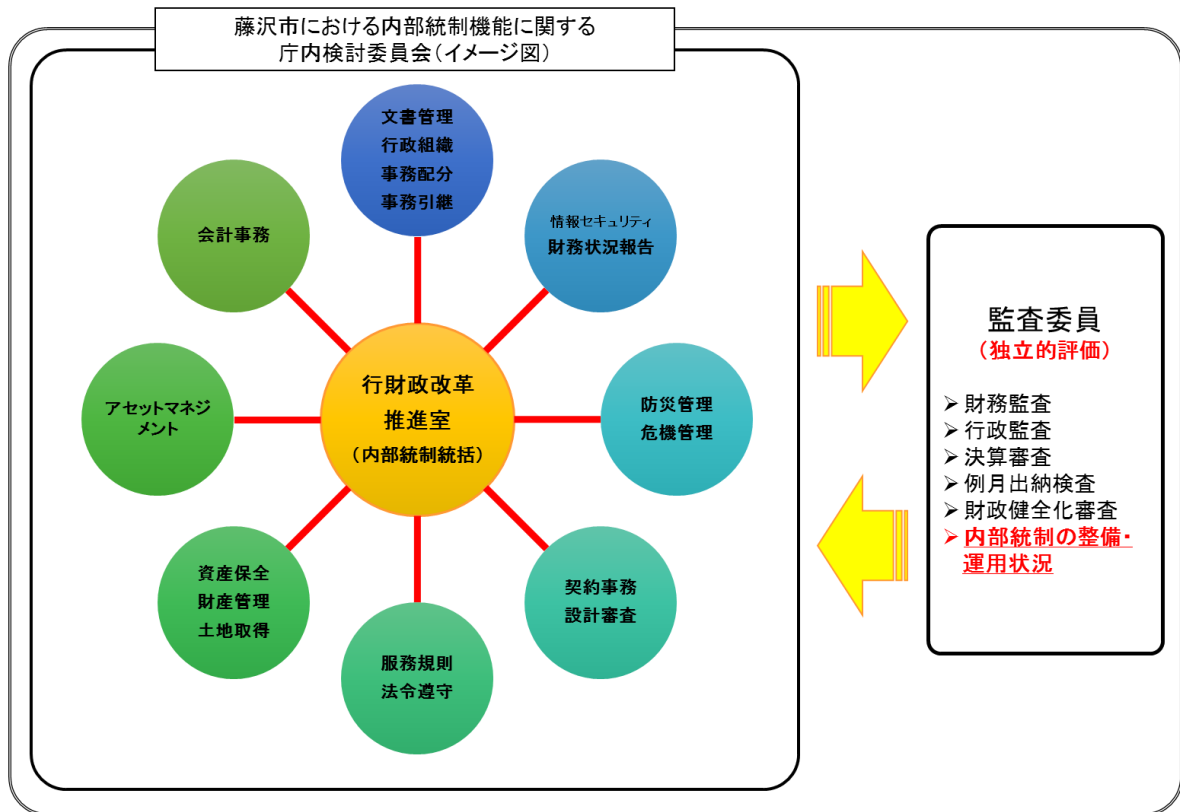 藤沢市における内部統制機能に関する
庁内検討委員会(イメージ図)
文書管理
行政組織
事務配分
事務引継
情報セキュリティ
財務状況報告
防災管理
危機管理
契約事務
設計審査
服務規則
法令遵守
資産保全
財産管理
土地取得
アセットマネジ
メント
会計事務
行財政改革
推進室
(内部統制統括)
監査委員
(独立的評価)
➢ 財務監査
➢ 行政監査
➢ 決算審査
➢ 例月出納検査
➢ 財政健全化審査
➢ 内部統制の整備・
運用状況